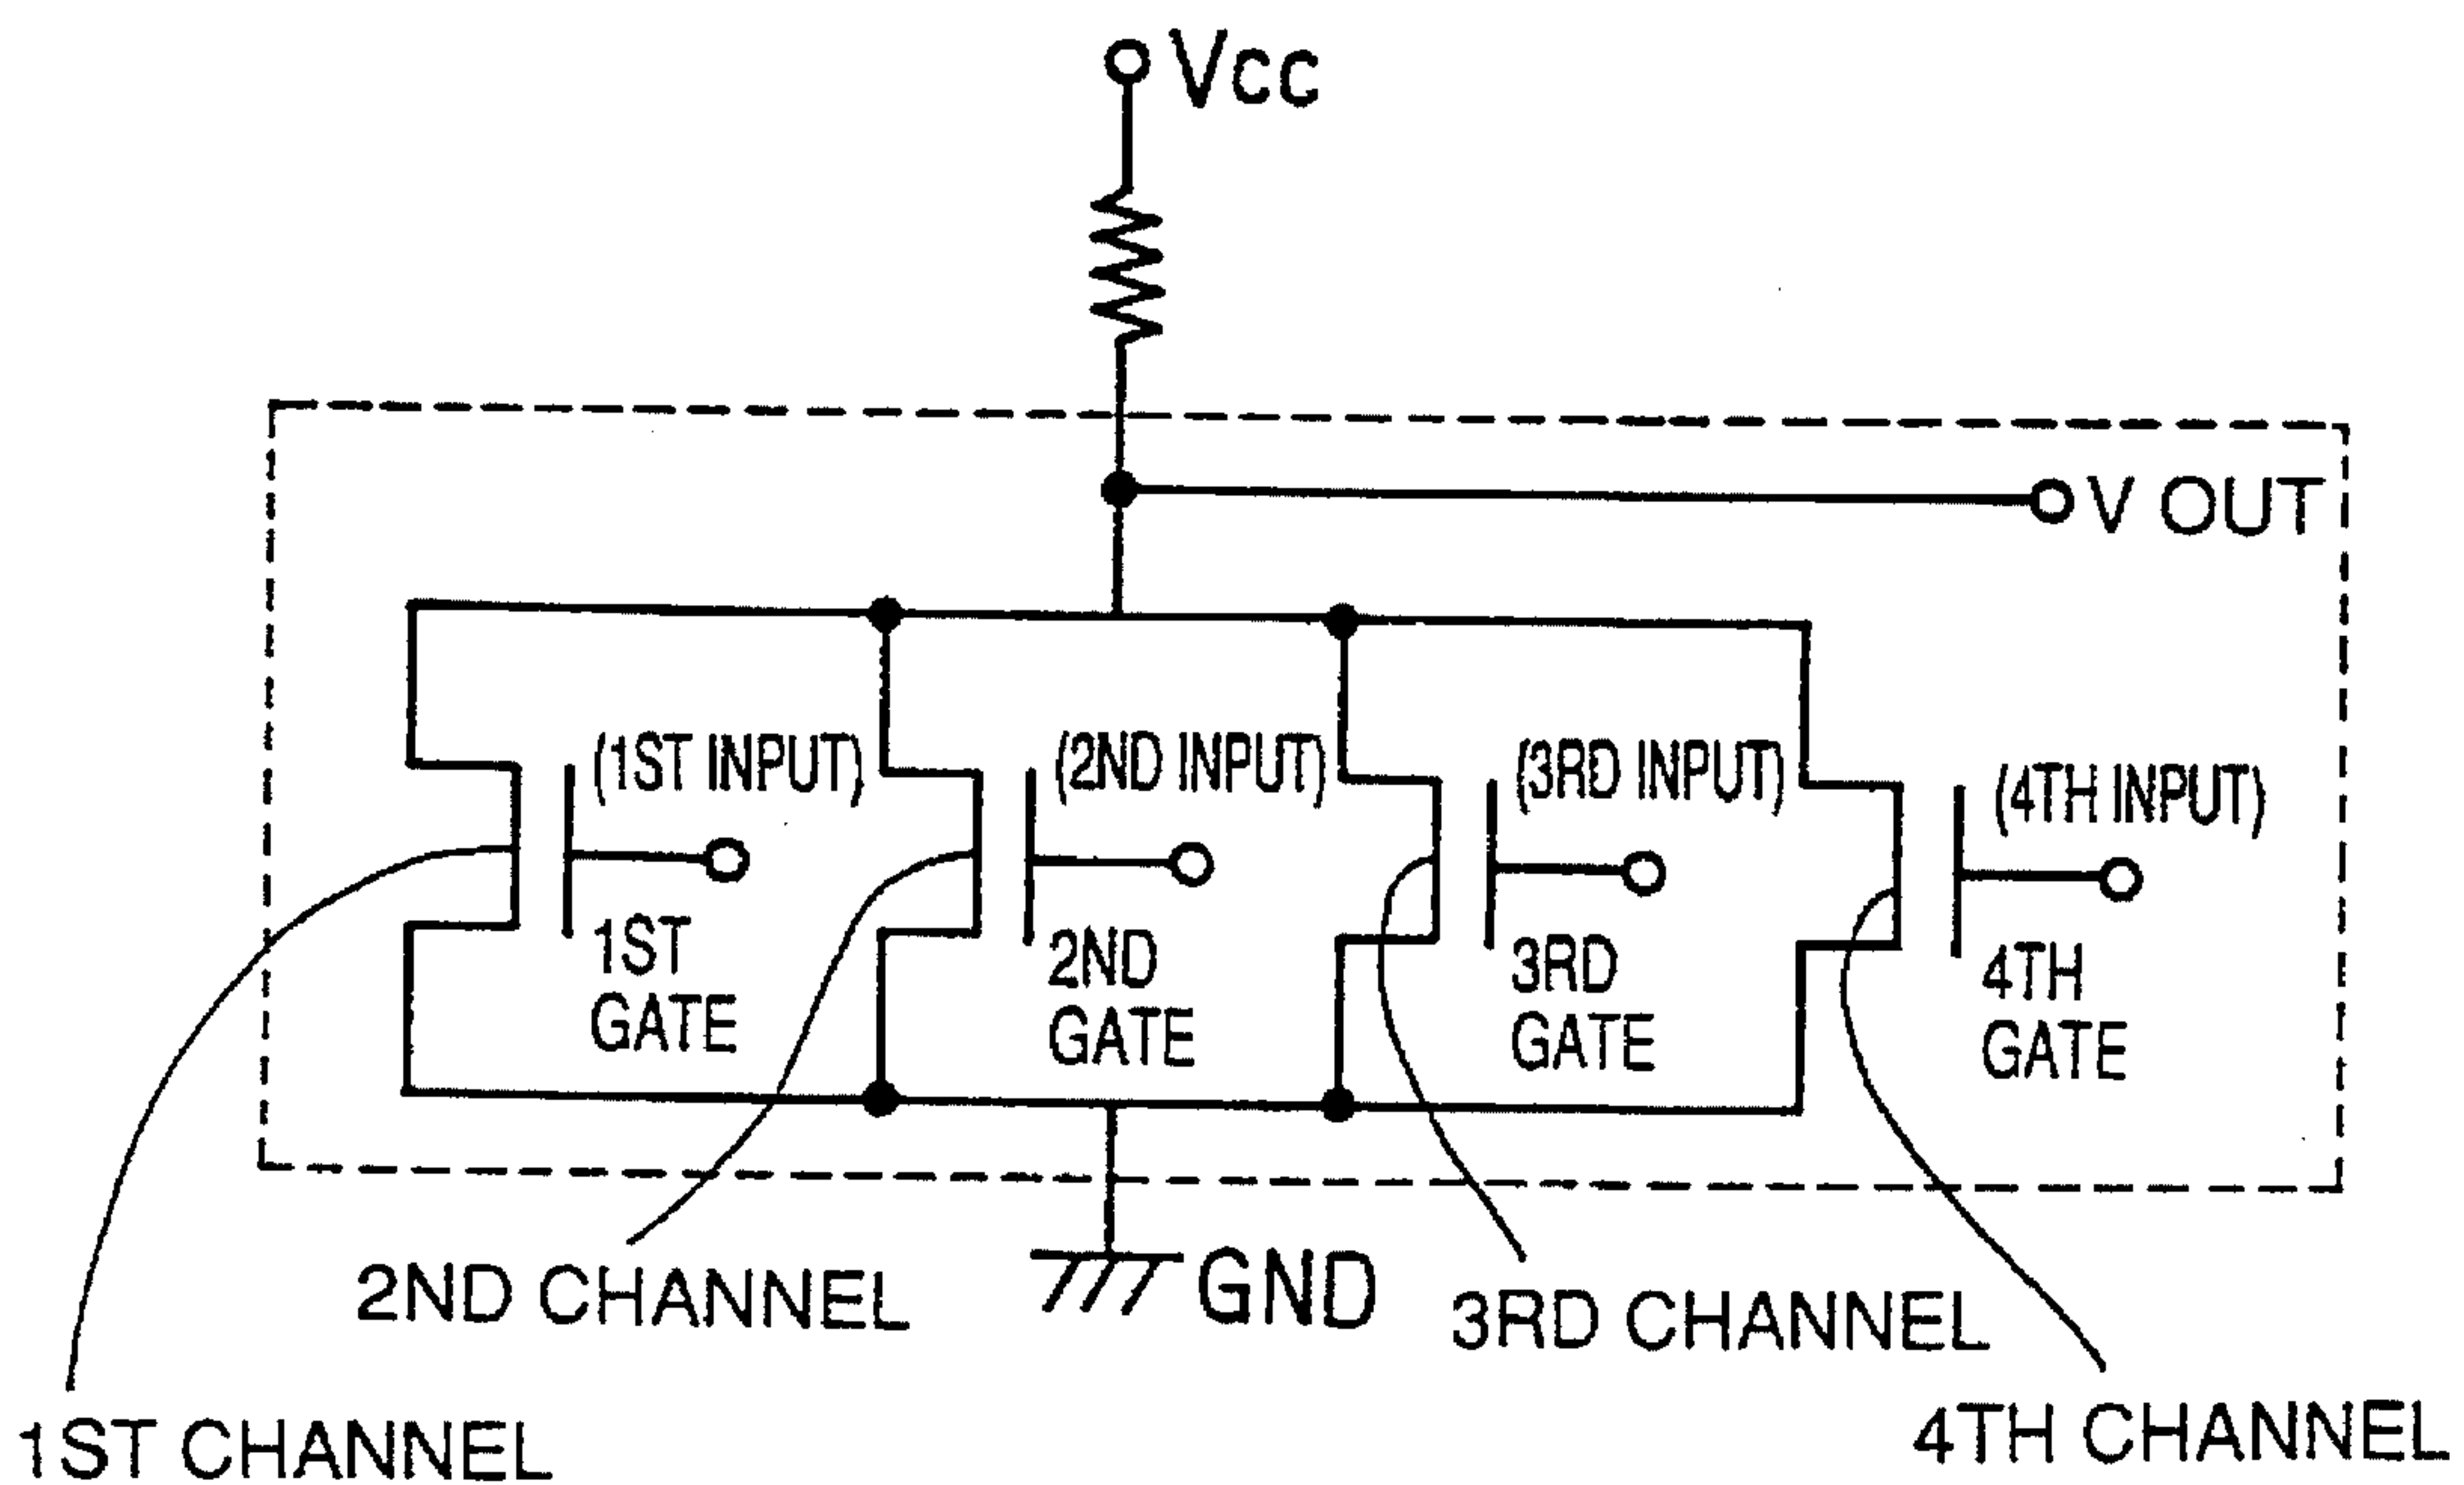 Vcc
V OUT
(1ST INPUT)
(2ND INPUT)
(3RD INPUT)
(4TH INPUT)
1ST
GATE
2ND
GATE
3RD
GATE
4TH
GATE
2ND CHANNEL
GND
3RD CHANNEL
1ST CHANNEL
4TH CHANNEL